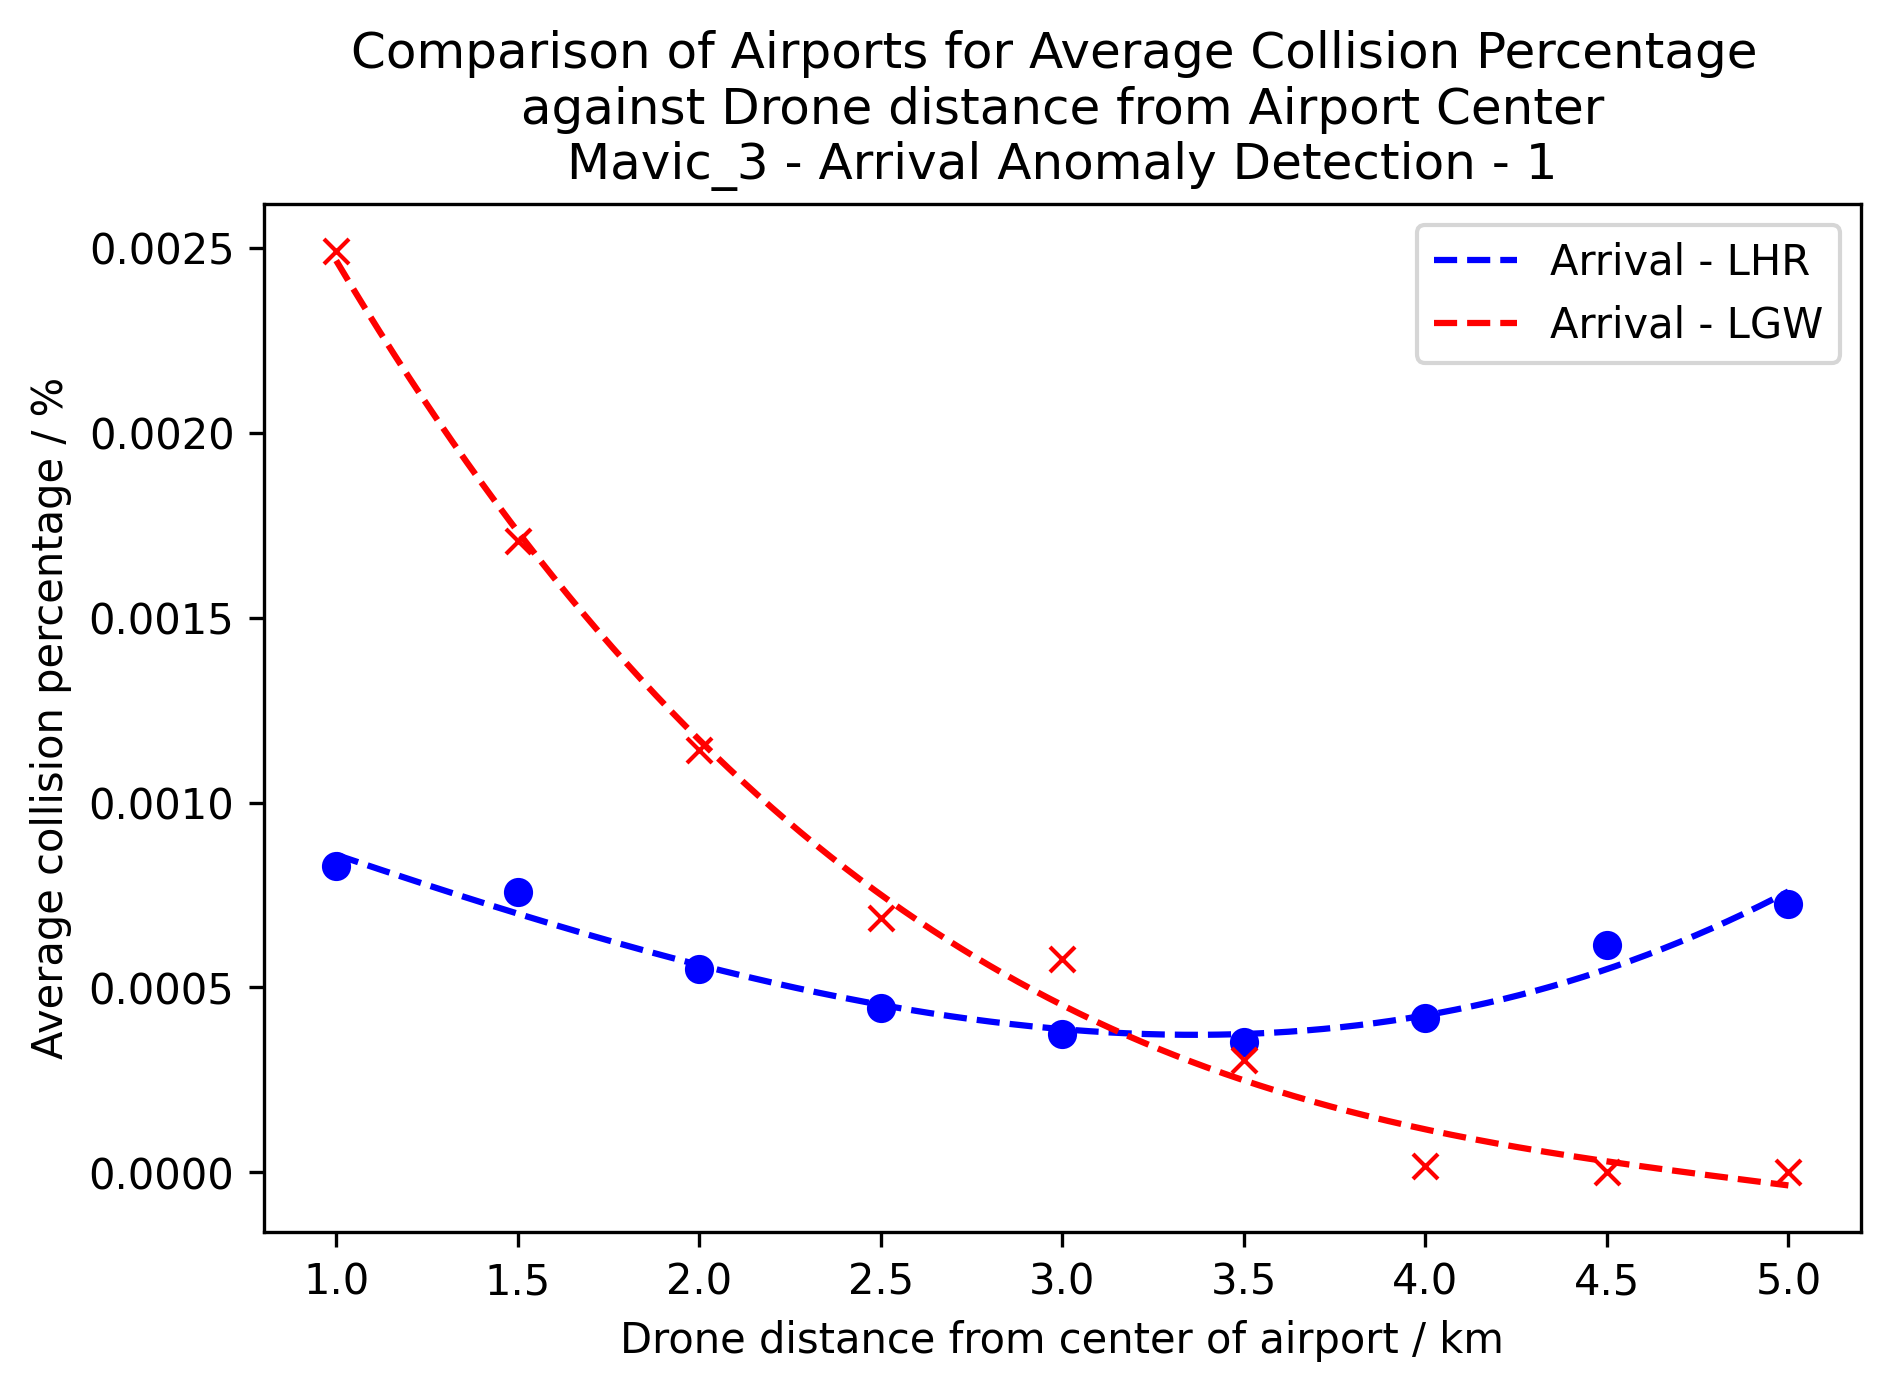 Comparison of Airports for Average Collision Percentage
against Drone distance from Airport Center
Mavic_3 - Arrival Anomaly Detection - 1
Arrival - LHR
Arrival - LGW
Average collision percentage / %
0.0025
0.0020
0.0015
0.0010
0.0005
0.0000
1.0 1.5 2.0 2.5 3.0 3.5 4.0 4.5 5.0
Drone distance from center of airport / km